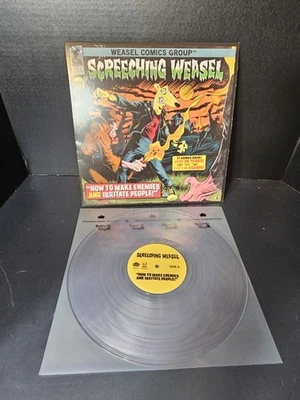 WEASEL COMICS GROUP™
SCREECHING WEASEL
"HOW TO MAKE ENEMIES
AND IRRITATE PEOPLE!"
SCREECHING WEASEL
SIDE A
"HOW TO MAKE ENEMIES
AND IRRITATE PEOPLE!"